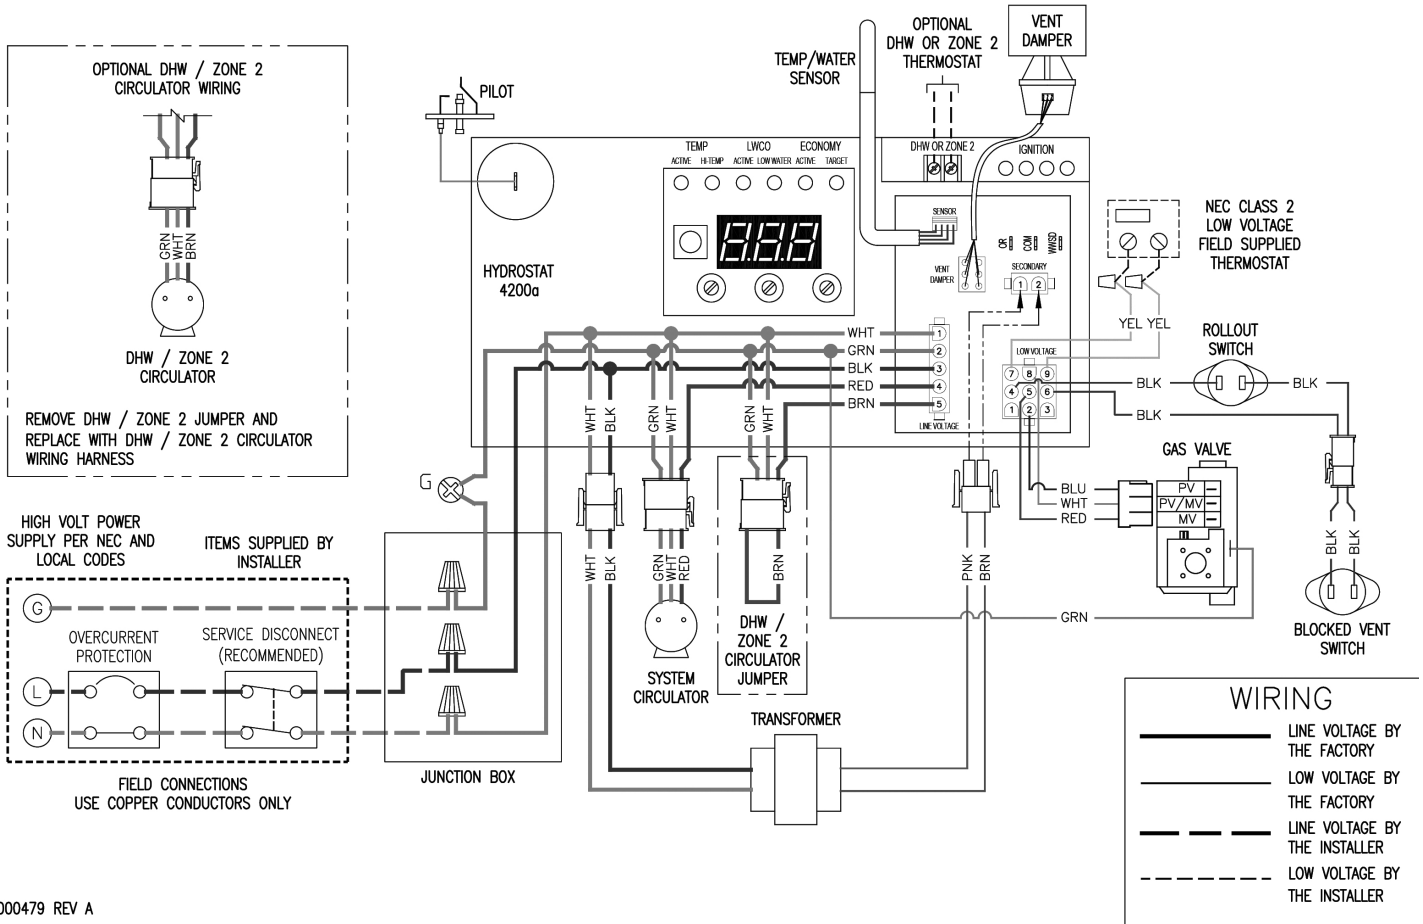 OPTIONAL DHW / ZONE 2
CIRCULATOR WIRING
GRN
WHT
BRN
DHW / ZONE 2
CIRCULATOR
REMOVE DHW / ZONE 2 JUMPER AND
REPLACE WITH DHW / ZONE 2 CIRCULATOR
WIRING HARNESS
PILOT
TEMP/WATER
SENSOR
OPTIONAL
DHW OR ZONE 2
THERMOSTAT
VENT
DAMPER
HYDROSTAT
4200a
TEMP
LWCO
ECONOMY
ACTIVE
HI-TEMP
ACTIVE
LOW WATER
ACTIVE
TARGET
8.8.8
DHW OR ZONE 2
IGNITION
SENSOR
OR
COM
WWSD
VENT
DAMPER
SECONDARY
1
2
NEC CLASS 2
LOW VOLTAGE
FIELD SUPPLIED
THERMOSTAT
YEL
YEL
ROLLOUT
SWITCH
WHT
GRN
BLK
RED
BRN
1
2
3
4
5
LINE VOLTAGE
LOW VOLTAGE
7
8
9
4
5
6
1
2
3
BLK
BLK
BLK
WHT
BLK
GRN
WHT
GRN
WHT
GAS VALVE
BLU
WHT
RED
PV
PV/MV
MV
G
HIGH VOLT POWER
SUPPLY PER NEC AND
LOCAL CODES
ITEMS SUPPLIED BY
INSTALLER
WHT
BLK
GRN
WHT
RED
BRN
PNK
BRN
BLK
BLK
G
OVERCURRENT
PROTECTION
SERVICE DISCONNECT
(RECOMMENDED)
L
N
FIELD CONNECTIONS
USE COPPER CONDUCTORS ONLY
JUNCTION BOX
SYSTEM
CIRCULATOR
DHW /
ZONE 2
CIRCULATOR
JUMPER
TRANSFORMER
GRN
BLOCKED VENT
SWITCH
WIRING
LINE VOLTAGE BY
THE FACTORY
LOW VOLTAGE BY
THE FACTORY
LINE VOLTAGE BY
THE INSTALLER
LOW VOLTAGE BY
THE INSTALLER
000479 REV A